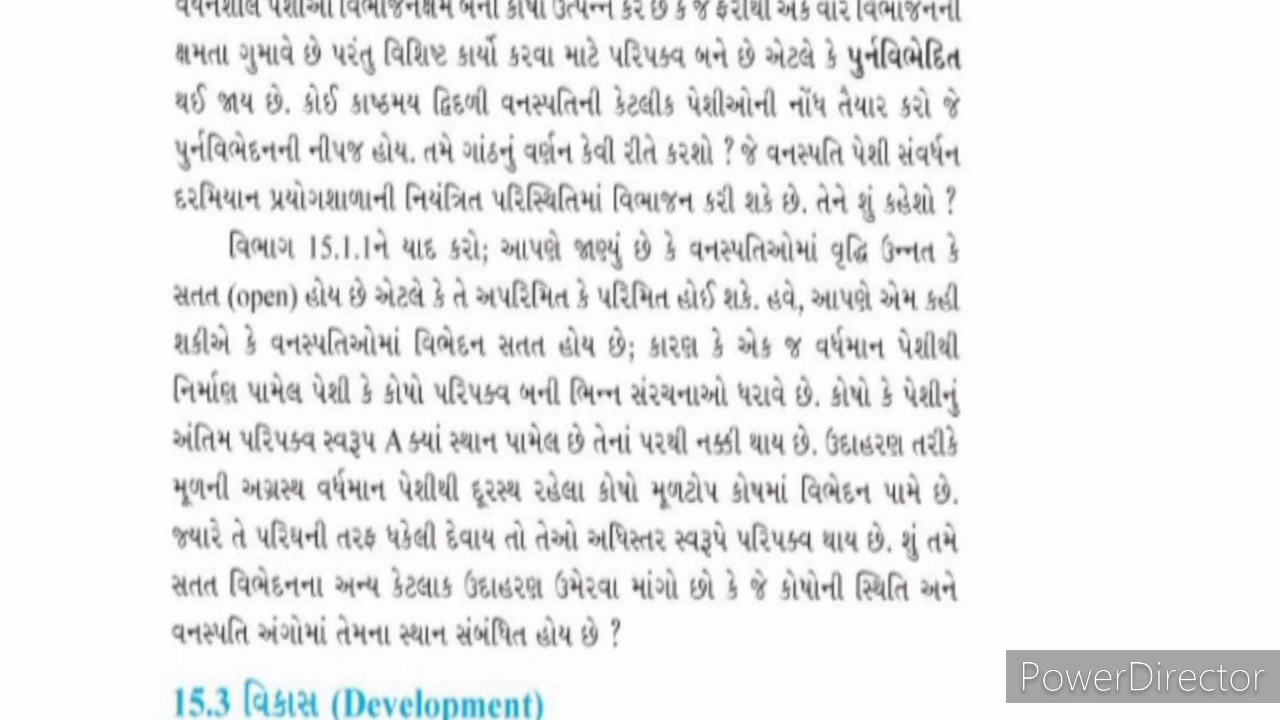 વર્ધનશીલ પેશીઓ વિભાજનક્ષમ બની કોષો ઉત્પન્ન કરે છે કે જે ફરીથી એક વાર વિભાજનની
ક્ષમતા ગુમાવે છે પરંતુ વિશિષ્ટ કાર્યો કરવા માટે પરિપક્વ બને છે એટલે કે પુર્નવિભેદિત
થઈ જાય છે. કોઈ કાષ્ઠમય દ્વિદળી વનસ્પતિની કેટલીક પેશીઓની નોંધ તૈયાર કરો જે
પુર્નવિભેદનની નીપજ હોય. તમે ગાંઠનું વર્ણન કેવી રીતે કરશો ? જે વનસ્પતિ પેશી સંવર્ધન
દરમિયાન પ્રયોગશાળાની નિયંત્રિત પરિસ્થિતિમાં વિભાજન કરી શકે છે. તેને શું કહેશો ?
વિભાગ 15.1.1ને યાદ કરો; આપણે જાણ્યું છે કે વનસ્પતિઓમાં વૃદ્ધિ ઉન્નત કે
સતત (open) હોય છે એટલે કે તે અપરિમિત કે પરિમિત હોઈ શકે. હવે, આપણે એમ કહી
શકીએ કે વનસ્પતિઓમાં વિભેદન સતત હોય છે; કારણ કે એક જ વર્ધમાન પેશીથી
નિર્માણ પામેલ પેશી કે કોષો પરિપક્વ બની ભિન્ન સંરચનાઓ ધરાવે છે. કોષો કે પેશીનું
અંતિમ પરિપક્વ સ્વરૂપ A ક્યાં સ્થાન પામેલ છે તેનાં પરથી નક્કી થાય છે. ઉદાહરણ તરીકે
મૂળની અગ્રસ્થ વર્ધમાન પેશીથી દૂરસ્થ રહેલા કોષો મૂળટોપ કોષમાં વિભેદન પામે છે.
જ્યારે તે પરિઘની તરફ ધકેલી દેવાય તો તેઓ અધિસ્તર સ્વરૂપે પરિપક્વ થાય છે. શું તમે
સતત વિભેદનના અન્ય કેટલાક ઉદાહરણ ઉમેરવા માંગો છો કે જે કોષોની સ્થિતિ અને
વનસ્પતિ અંગોમાં તેમના સ્થાન સંબંધિત હોય છે ?
15.3 વિકાસ (Development)
PowerDirector